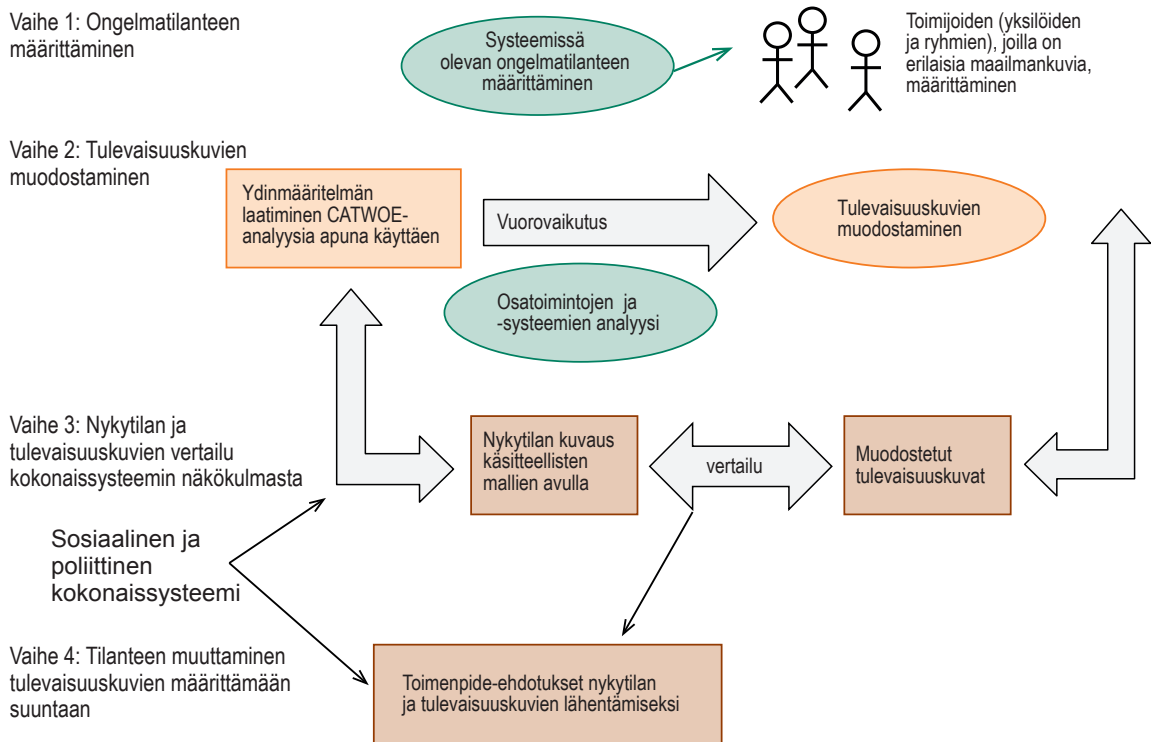 Vaihe 1: Ongelmatilanteen
määrittäminen
Systeemissä
olevan ongelmatilanteen
määrittäminen
Toimijoiden (yksilöiden
ja ryhmien), joilla on
erilaisia maailmankuvia,
määrittäminen
Vaihe 2: Tulevaisuuskuvien
muodostaminen
Ydinmääritelmän
laatiminen CATWOE-
analyysia apuna käyttäen
Vuorovaikutus
Tulevaisuuskuvien
muodostaminen
Osatoimintojen ja
-systeemien analyysi
Vaihe 3: Nykytilan ja
tulevaisuuskuvien vertailu
kokonaissysteemin näkökulmasta
Nykytilan kuvaus
käsitteellisten
mallien avulla
vertailu
Muodostetut
tulevaisuuskuvat
Sosiaalinen ja
poliittinen
kokonaissysteemi
Vaihe 4: Tilanteen muuttaminen
tulevaisuuskuvien määrittämään
suuntaan
Toimenpide-ehdotukset nykytilan
ja tulevaisuuskuvien lähentämiseksi